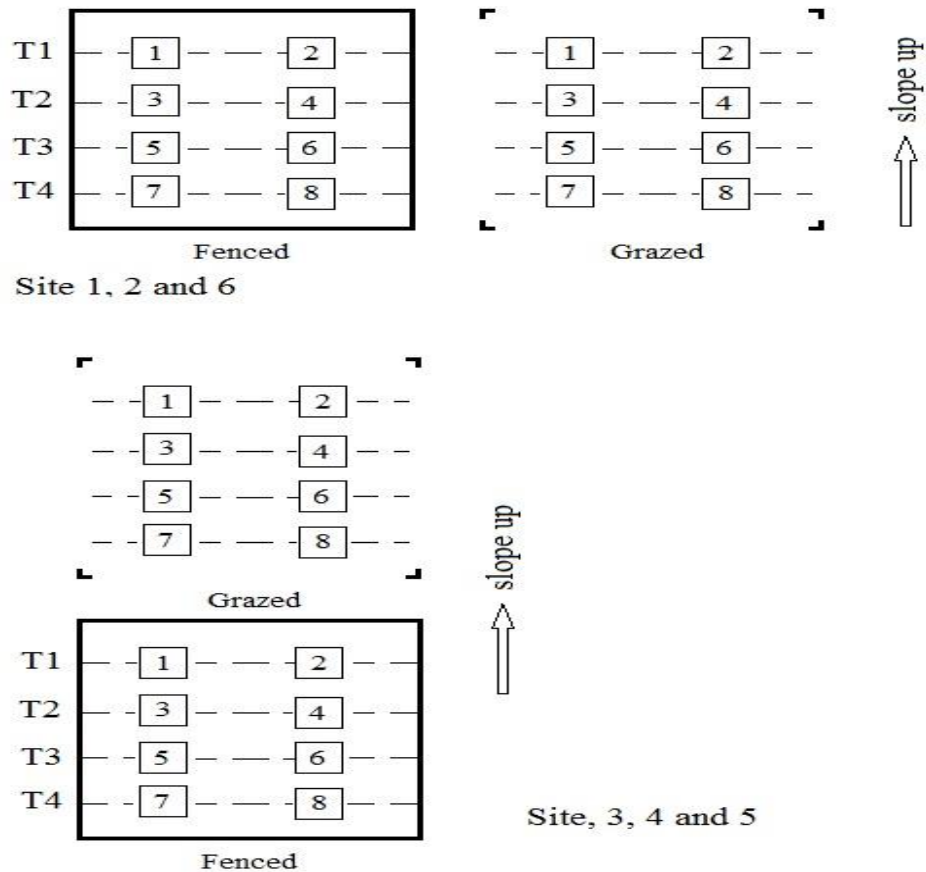 T1 1 2 1 2
T2 3 4 3 4
T3 5 6 5 6
T4 7 8 7 8
slope up
Fenced Grazed
Site 1, 2 and 6
1 2
3 4
5 6
7 8
Grazed
slope up
T1 1 2
T2 3 4
T3 5 6
T4 7 8
Site, 3, 4 and 5
Fenced